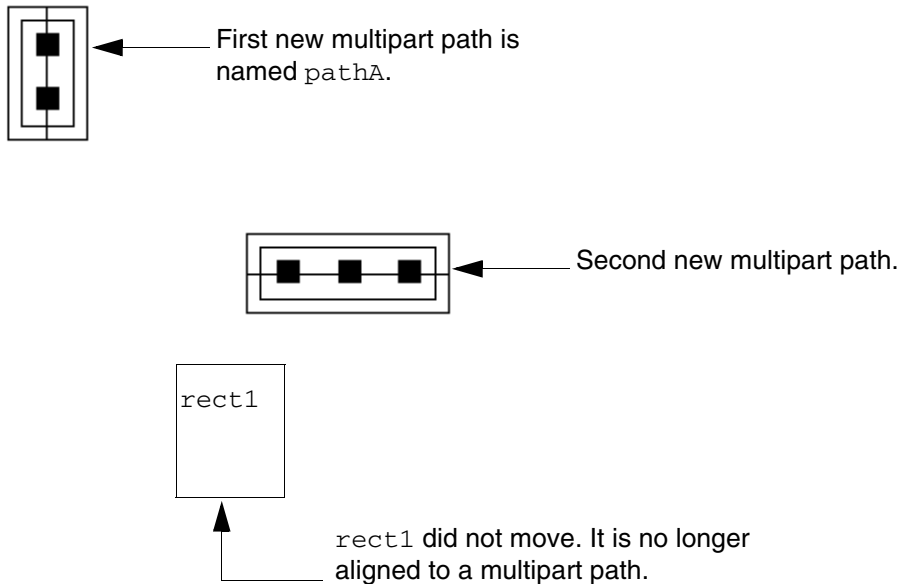 First new multipart path is
named pathA.
Second new multipart path.
rect1
rect1 did not move. It is no longer
aligned to a multipart path.